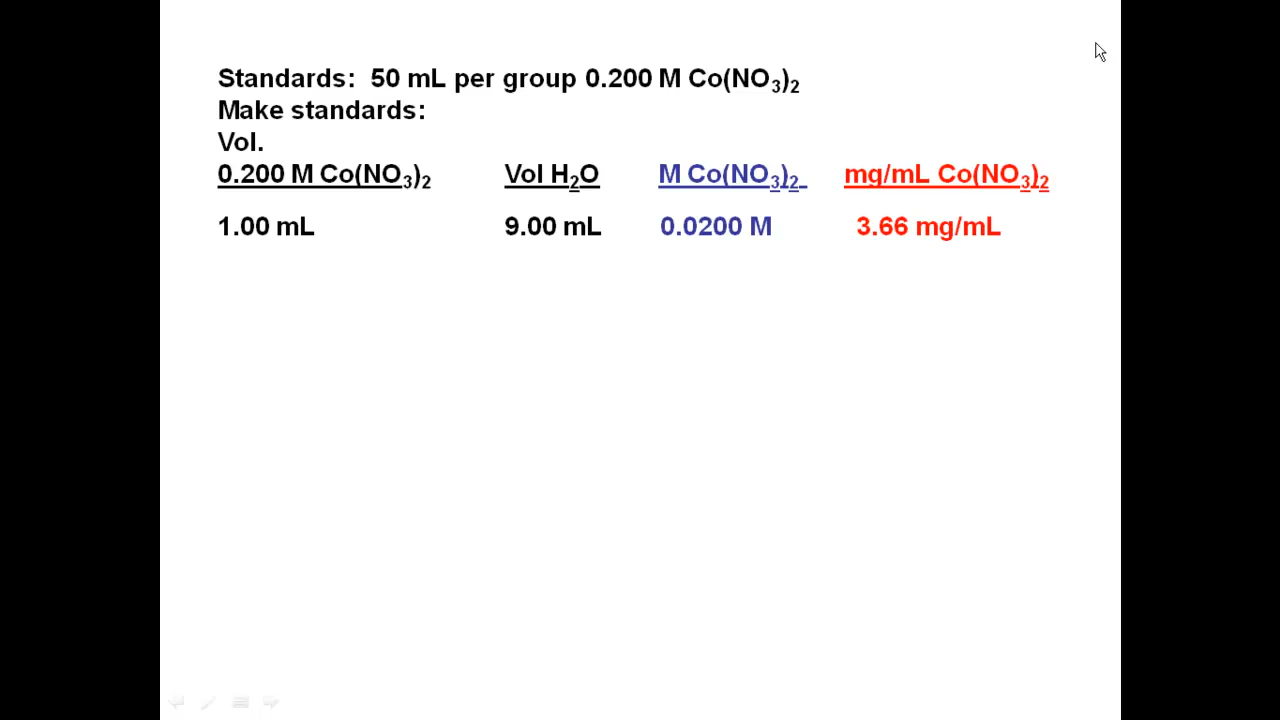 Standards:  50 mL per group 0.200 M Co(NO₃)₂
Make standards:
Vol.
0.200 M Co(NO₃)₂ Vol H₂O M Co(NO₃)₂ mg/mL Co(NO₃)₂
1.00 mL 9.00 mL 0.0200 M 3.66 mg/mL